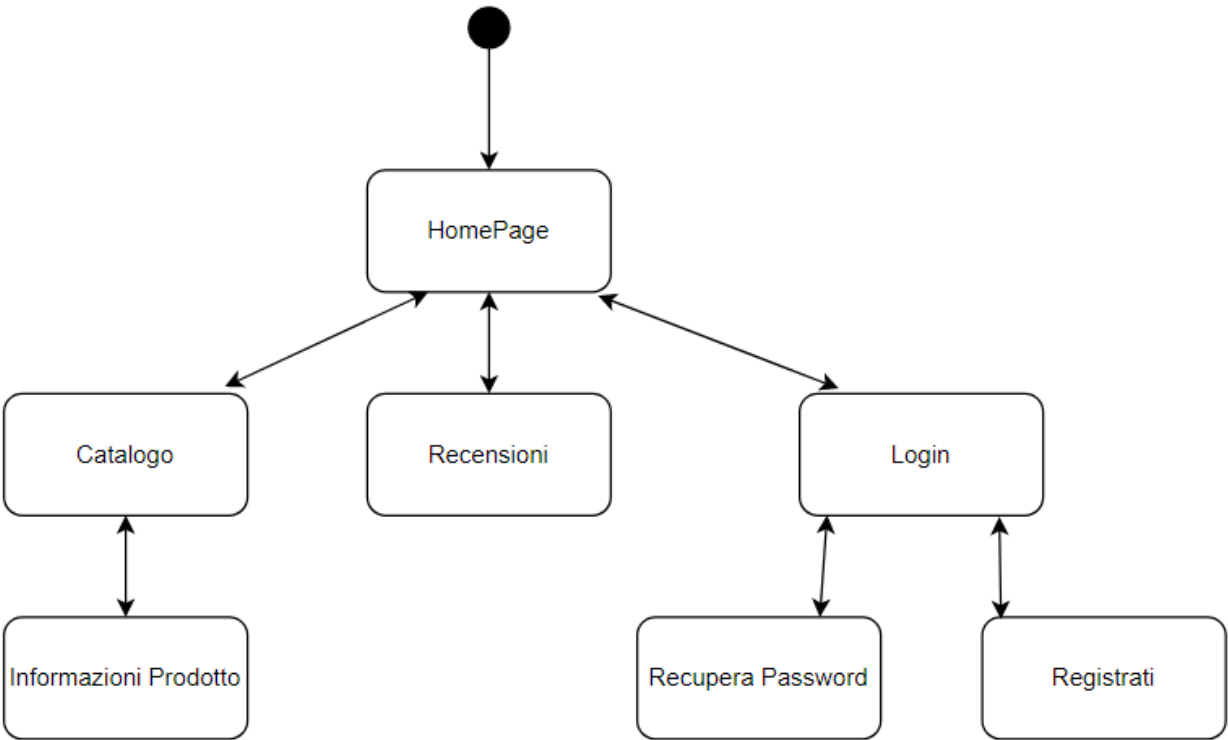 HomePage
Catalogo
Recensioni
Login
Informazioni Prodotto
Recupera Password
Registrati